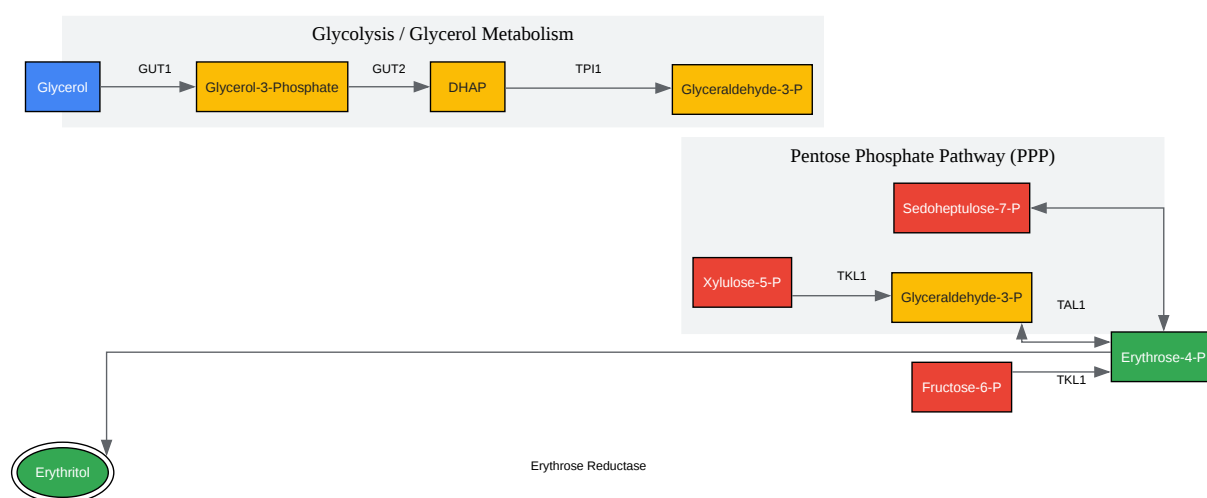 Glycolysis / Glycerol Metabolism
Glycerol
GUT1
Glycerol-3-Phosphate
GUT2
DHAP
TPI1
Glyceraldehyde-3-P
Pentose Phosphate Pathway (PPP)
Sedoheptulose-7-P
Xylulose-5-P
TKL1
Glyceraldehyde-3-P
TAL1
Erythrose-4-P
Fructose-6-P
TKL1
Erythritol
Erythrose Reductase